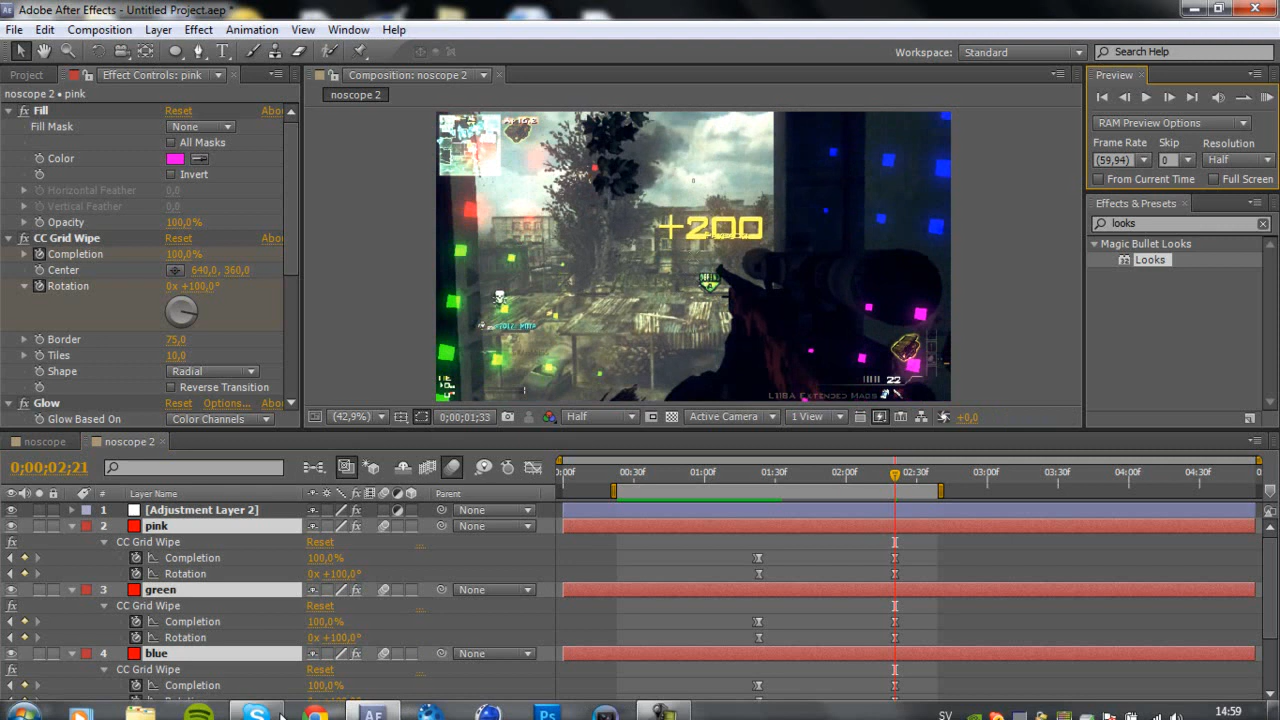 Adobe After Effects - Untitled Project.aep *
File Edit Composition Layer Effect Animation View Window Help
Workspace: Standard Search Help
Project Effect Controls: pink
noscope 2 • pink
Fill Reset Abo
Fill Mask None
All Masks
Color
Invert
Horizontal Feather 0,0
Vertical Feather 0,0
Opacity 100,0%
CC Grid Wipe Reset Abo
Completion 100,0%
Center 640,0, 360,0
Rotation 0x +100,0°
Border 75,0
Tiles 10,0
Shape Radial
Reverse Transition
Glow Reset Options... Abo
Glow Based On Color Channels
Composition: noscope 2
noscope 2
+200
22
L118A Extended Mags
(42,9%) 0;00;01;33 Half Active Camera 1 View +0,0
Preview
RAM Preview Options
Frame Rate Skip Resolution
(59,94) 0 Half
From Current Time Full Screen
Effects & Presets
looks
Magic Bullet Looks
Looks
noscope noscope 2
0;00;02;21
:00f 00:30f 01:00f 01:30f 02:00f 02:30f 03:00f 03:30f 04:00f 04:30f
# Layer Name Parent
1 [Adjustment Layer 2] None
2 pink None
CC Grid Wipe Reset ...
Completion 100,0%
Rotation 0x +100,0°
3 green None
CC Grid Wipe Reset ...
Completion 100,0%
Rotation 0x +100,0°
4 blue None
CC Grid Wipe Reset ...
Completion 100,0%
AE Ps SV 14:59